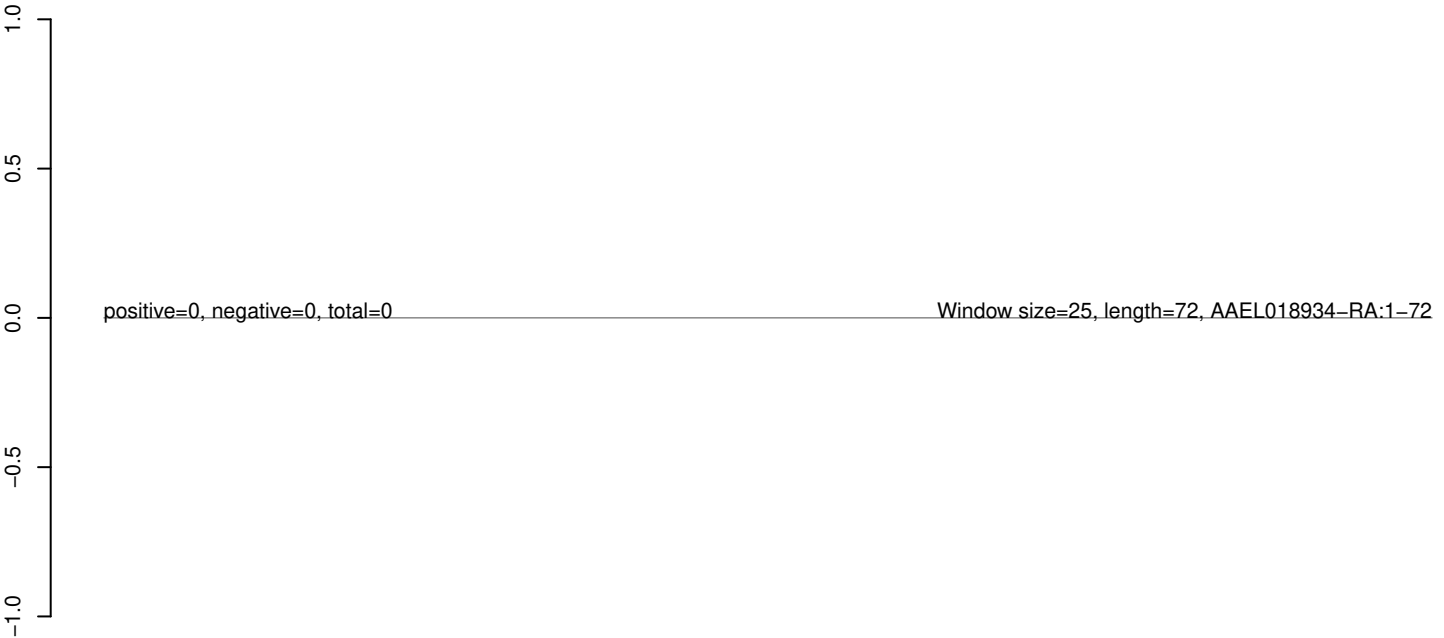 1.0
0.5
0.0
−0.5
−1.0
positive=0, negative=0, total=0
Window size=25, length=72, AAEL018934−RA:1−72